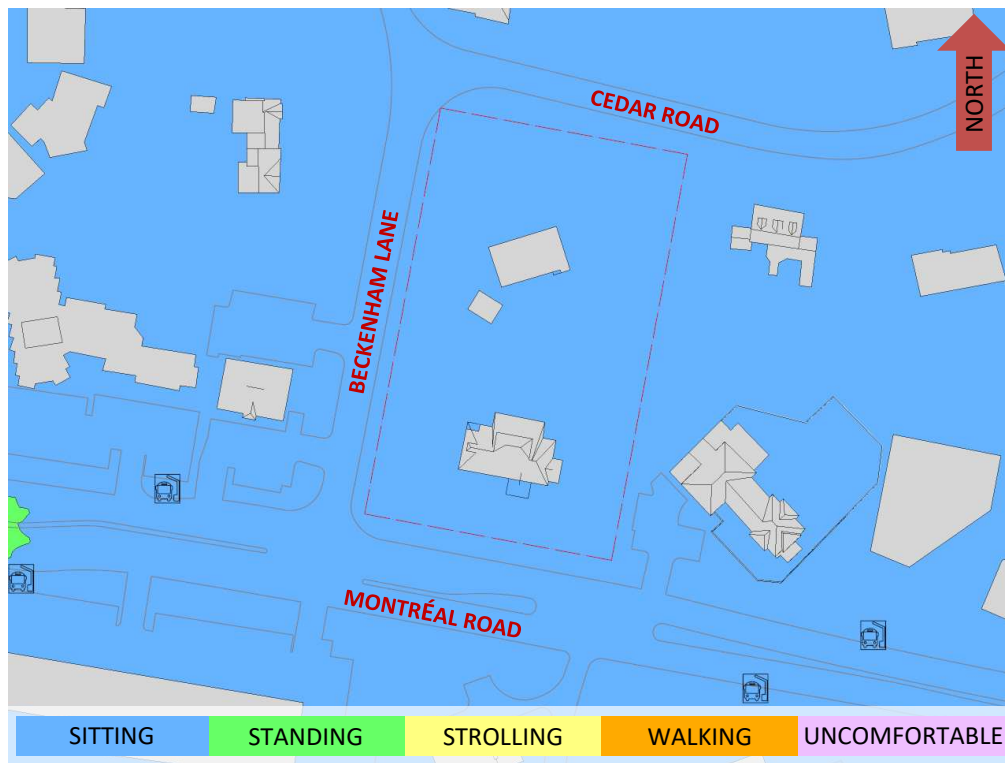 NORTH
CEDAR ROAD
BECKENHAM LANE
MONTRÉAL ROAD
SITTING STANDING STROLLING WALKING UNCOMFORTABLE